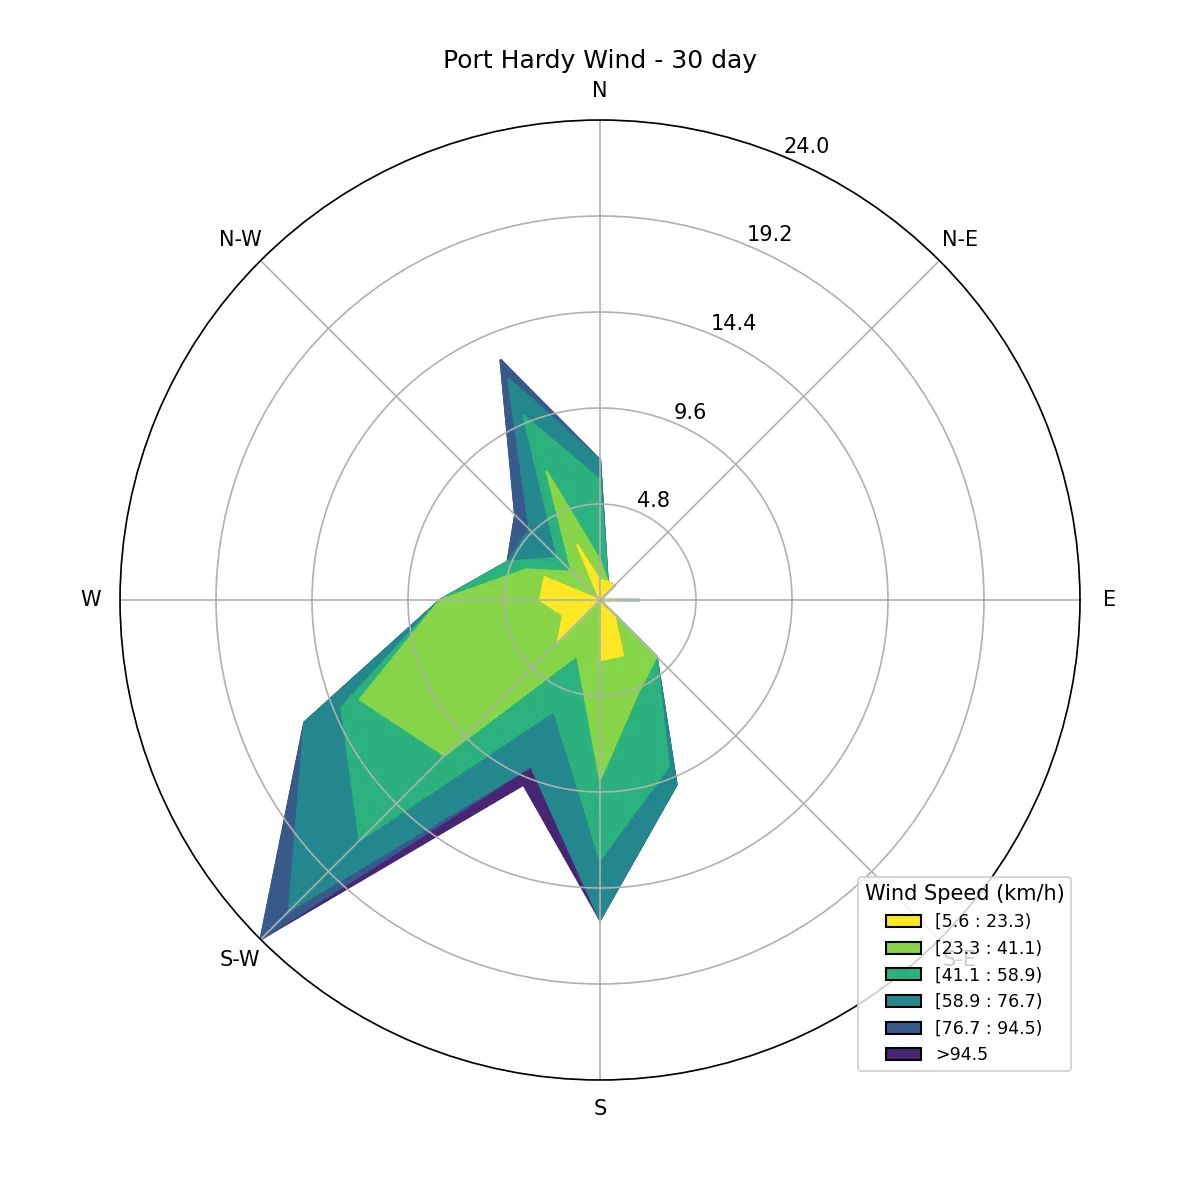 Port Hardy Wind - 30 day
N
24.0
N-W
19.2
N-E
14.4
9.6
4.8
W
E
S-W
S-E
Wind Speed (km/h)
[5.6 : 23.3)
[23.3 : 41.1)
[41.1 : 58.9)
[58.9 : 76.7)
[76.7 : 94.5)
>94.5
S